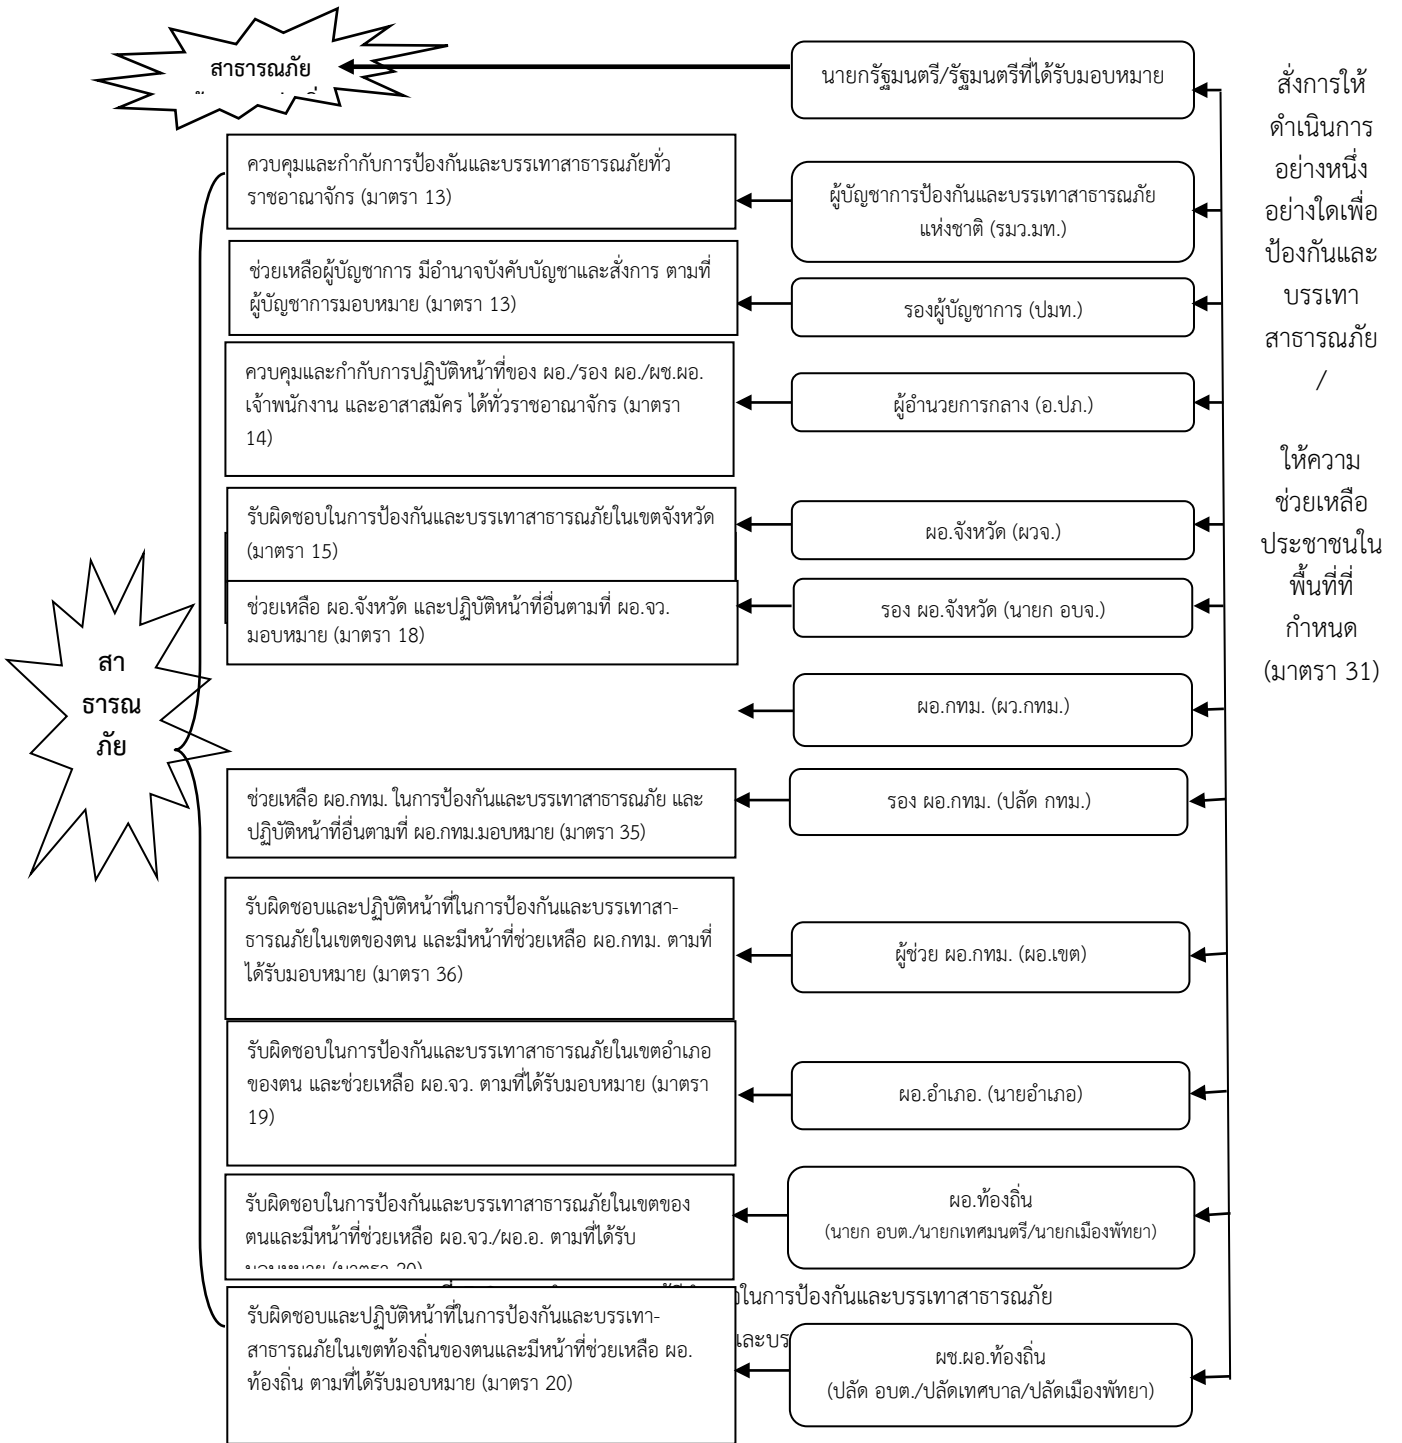 สาธารณภัย
นายกรัฐมนตรี/รัฐมนตรีที่ได้รับมอบหมาย
ควบคุมและกำกับการป้องกันและบรรเทาสาธารณภัยทั่ว
ราชอาณาจักร (มาตรา 13)
ผู้บัญชาการป้องกันและบรรเทาสาธารณภัย
แห่งชาติ (รมว.มท.)
ช่วยเหลือผู้บัญชาการ มีอำนาจบังคับบัญชาและสั่งการ ตามที่
ผู้บัญชาการมอบหมาย (มาตรา 13)
รองผู้บัญชาการ (ปมท.)
ควบคุมและกำกับการปฏิบัติหน้าที่ของ ผอ./รอง ผอ./ผช.ผอ.
เจ้าพนักงาน และอาสาสมัคร ได้ทั่วราชอาณาจักร (มาตรา
14)
ผู้อำนวยการกลาง (อ.ปภ.)
รับผิดชอบในการป้องกันและบรรเทาสาธารณภัยในเขตจังหวัด
(มาตรา 15)
ผอ.จังหวัด (ผวจ.)
ช่วยเหลือ ผอ.จังหวัด และปฏิบัติหน้าที่อื่นตามที่ ผอ.จว.
มอบหมาย (มาตรา 18)
รอง ผอ.จังหวัด (นายก อบจ.)
ผอ.กทม. (ผว.กทม.)
ช่วยเหลือ ผอ.กทม. ในการป้องกันและบรรเทาสาธารณภัย และ
ปฏิบัติหน้าที่อื่นตามที่ ผอ.กทม.มอบหมาย (มาตรา 35)
รอง ผอ.กทม. (ปลัด กทม.)
รับผิดชอบและปฏิบัติหน้าที่ในการป้องกันและบรรเทาสา-
ธารณภัยในเขตของตน และมีหน้าที่ช่วยเหลือ ผอ.กทม. ตามที่
ได้รับมอบหมาย (มาตรา 36)
ผู้ช่วย ผอ.กทม. (ผอ.เขต)
รับผิดชอบในการป้องกันและบรรเทาสาธารณภัยในเขตอำเภอ
ของตน และช่วยเหลือ ผอ.จว. ตามที่ได้รับมอบหมาย (มาตรา
19)
ผอ.อำเภอ. (นายอำเภอ)
รับผิดชอบในการป้องกันและบรรเทาสาธารณภัยในเขตของ
ตนและมีหน้าที่ช่วยเหลือ ผอ.จว./ผอ.อ. ตามที่ได้รับ
มอบหมาย (มาตรา 20)
ผอ.ท้องถิ่น
(นายก อบต./นายกเทศมนตรี/นายกเมืองพัทยา)
ในการป้องกันและบรรเทาสาธารณภัย
รับผิดชอบและปฏิบัติหน้าที่ในการป้องกันและบรรเทา-
สาธารณภัยในเขตท้องถิ่นของตนและมีหน้าที่ช่วยเหลือ ผอ.
ท้องถิ่น ตามที่ได้รับมอบหมาย (มาตรา 20)
ผช.ผอ.ท้องถิ่น
(ปลัด อบต./ปลัดเทศบาล/ปลัดเมืองพัทยา)
สา
ธารณ
ภัย
สั่งการให้
ดำเนินการ
อย่างหนึ่ง
อย่างใดเพื่อ
ป้องกันและ
บรรเทา
สาธารณภัย
/
ให้ความ
ช่วยเหลือ
ประชาชนใน
พื้นที่ที่
กำหนด
(มาตรา 31)